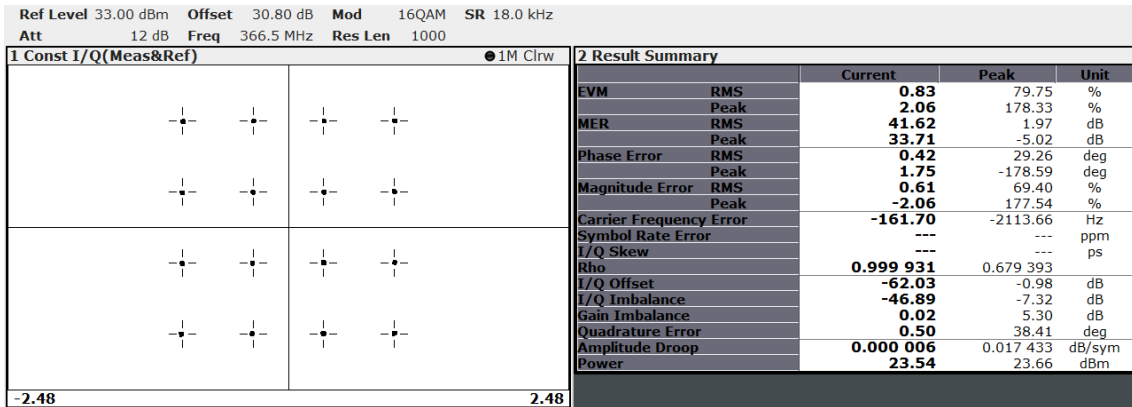 Ref Level 33.00 dBm Offset 30.80 dB Mod 16QAM SR 18.0 kHz
Att 12 dB Freq 366.5 MHz Res Len 1000
1 Const I/Q(Meas&Ref) 1M Clrw
-2.48 2.48
2 Result Summary
Current Peak Unit
EVM RMS 0.83 79.75 %
Peak 2.06 178.33 %
MER RMS 41.62 1.97 dB
Peak 33.71 -5.02 dB
Phase Error RMS 0.42 29.26 deg
Peak 1.75 -178.59 deg
Magnitude Error RMS 0.61 69.40 %
Peak -2.06 177.54 %
Carrier Frequency Error -161.70 -2113.66 Hz
Symbol Rate Error --- --- ppm
I/Q Skew --- --- ps
Rho 0.999 931 0.679 393
I/Q Offset -62.03 -0.98 dB
I/Q Imbalance -46.89 -7.32 dB
Gain Imbalance 0.02 5.30 dB
Quadrature Error 0.50 38.41 deg
Amplitude Droop 0.000 006 0.017 433 dB/sym
Power 23.54 23.66 dBm